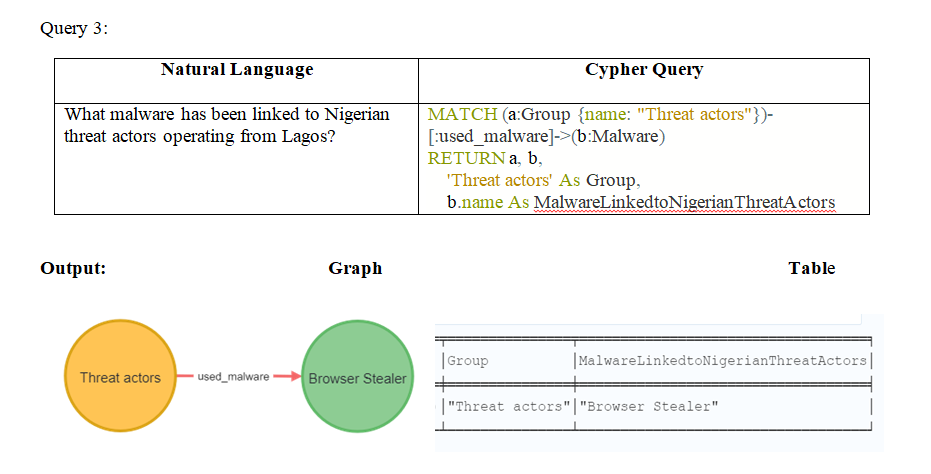 Query 3:
Natural Language
Cypher Query
What malware has been linked to Nigerian
threat actors operating from Lagos?
MATCH (a:Group {name: "Threat actors"})-
[:used_malware]->(b:Malware)
RETURN a, b,
'Threat actors' As Group,
b.name As MalwareLinkedtoNigerianThreatActors
Output:
Graph
Table
Threat actors
used_malware
Browser Stealer
|Group |MalwareLinkedtoNigerianThreatActors|
|"Threat actors"|"Browser Stealer" |